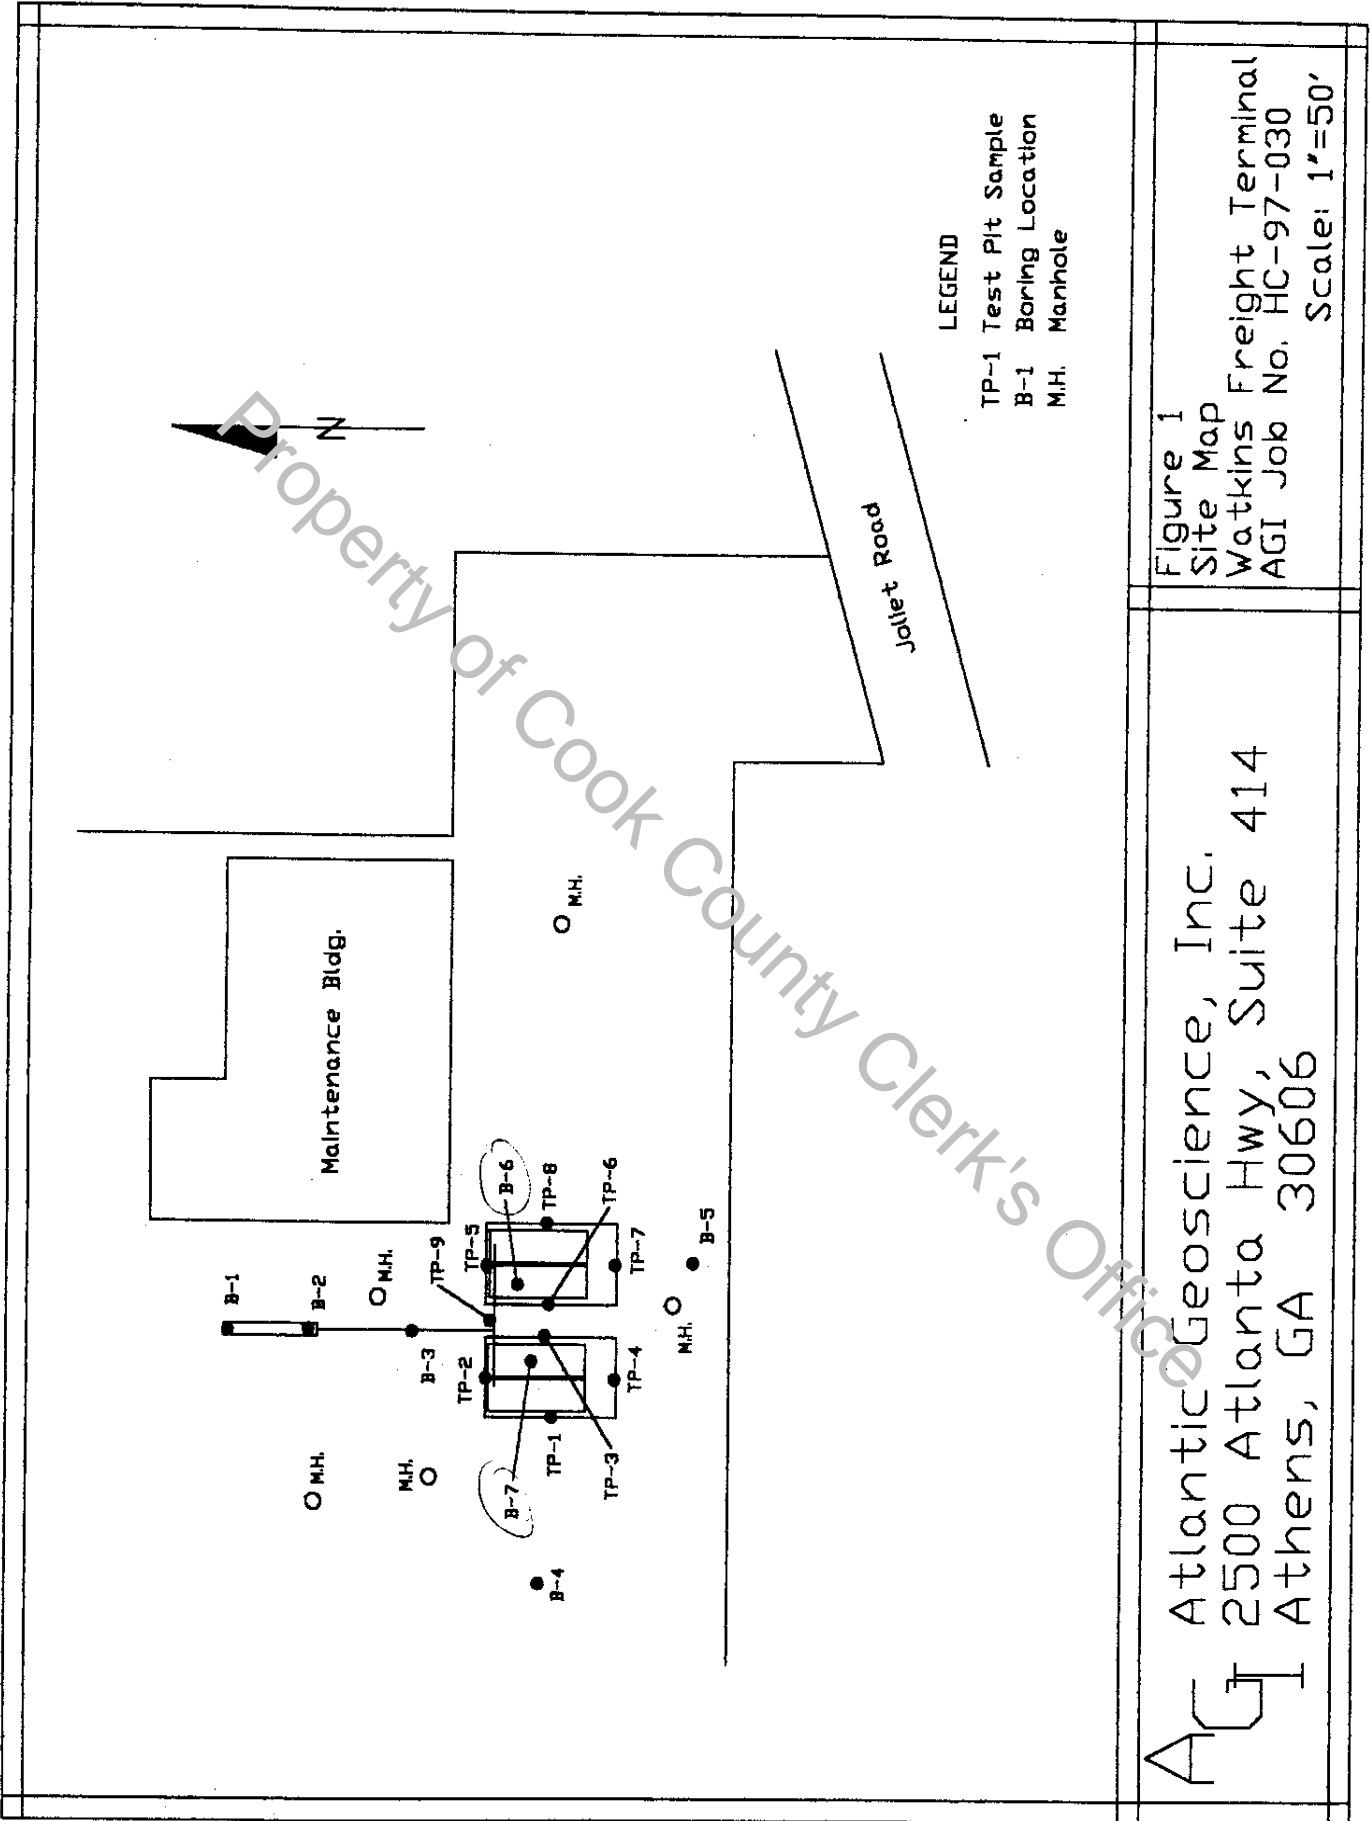 B-1
B-2
M.H.
B-3
TP-9
TP-2
TP-5
M.H.
M.H.
B-7
B-6
TP-1
TP-8
TP-3
TP-6
TP-4
TP-7
B-4
M.H.
B-5
Maintenance Bldg.
M.H.
N
Joliet Road
LEGEND
TP-1 Test Pit Sample
B-1 Boring Location
M.H. Manhole
Property of Cook County Clerk's Office
AGI
Atlantic Geoscience, Inc.
2500 Atlanta Hwy, Suite 414
Athens, GA 30606
Figure 1
Site Map
Watkins Freight Terminal
AGI Job No. HC-97-030
Scale: 1"=50'